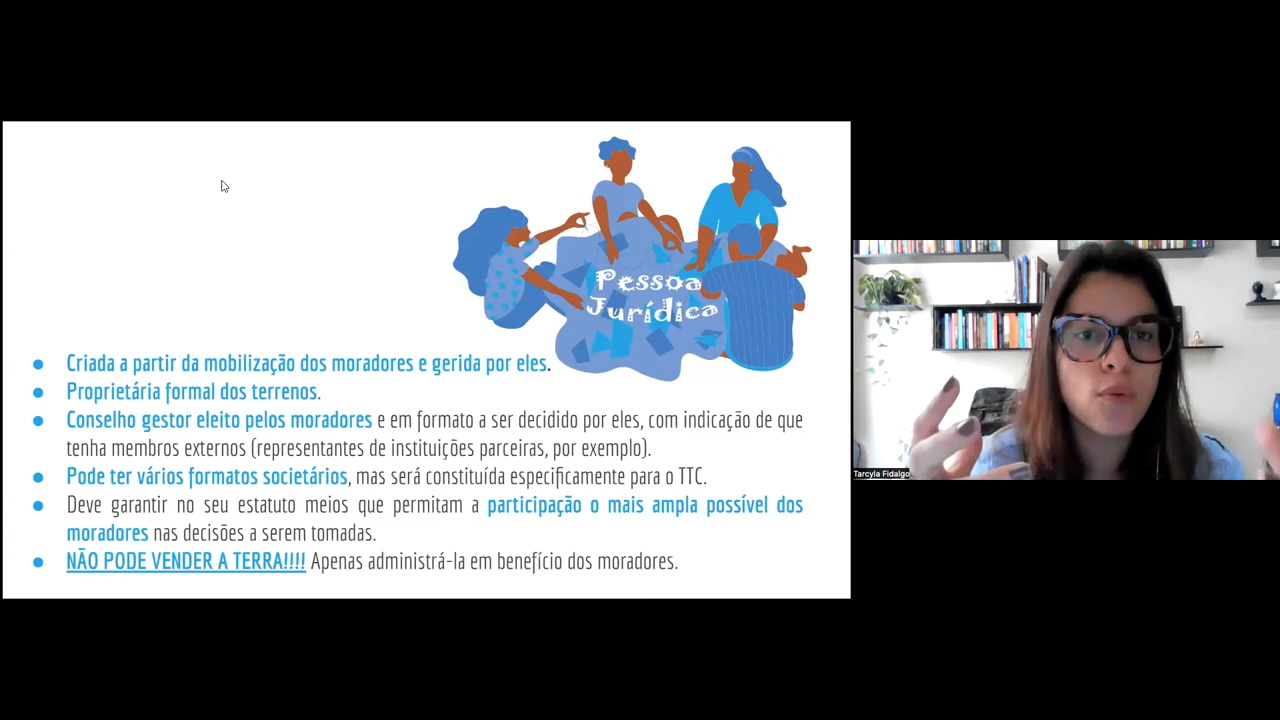 Pessoa
Jurídica
Criada a partir da mobilização dos moradores e gerida por eles.
Proprietária formal dos terrenos.
Conselho gestor eleito pelos moradores e em formato a ser decidido por eles, com indicação de que
tenha membros externos (representantes de instituições parceiras, por exemplo).
Pode ter vários formatos societários, mas será constituída especificamente para o TTC.
Deve garantir no seu estatuto meios que permitam a participação o mais ampla possível dos
moradores nas decisões a serem tomadas.
NÃO PODE VENDER A TERRA!!!! Apenas administrá-la em benefício dos moradores.
Tarcyla Fidalgo